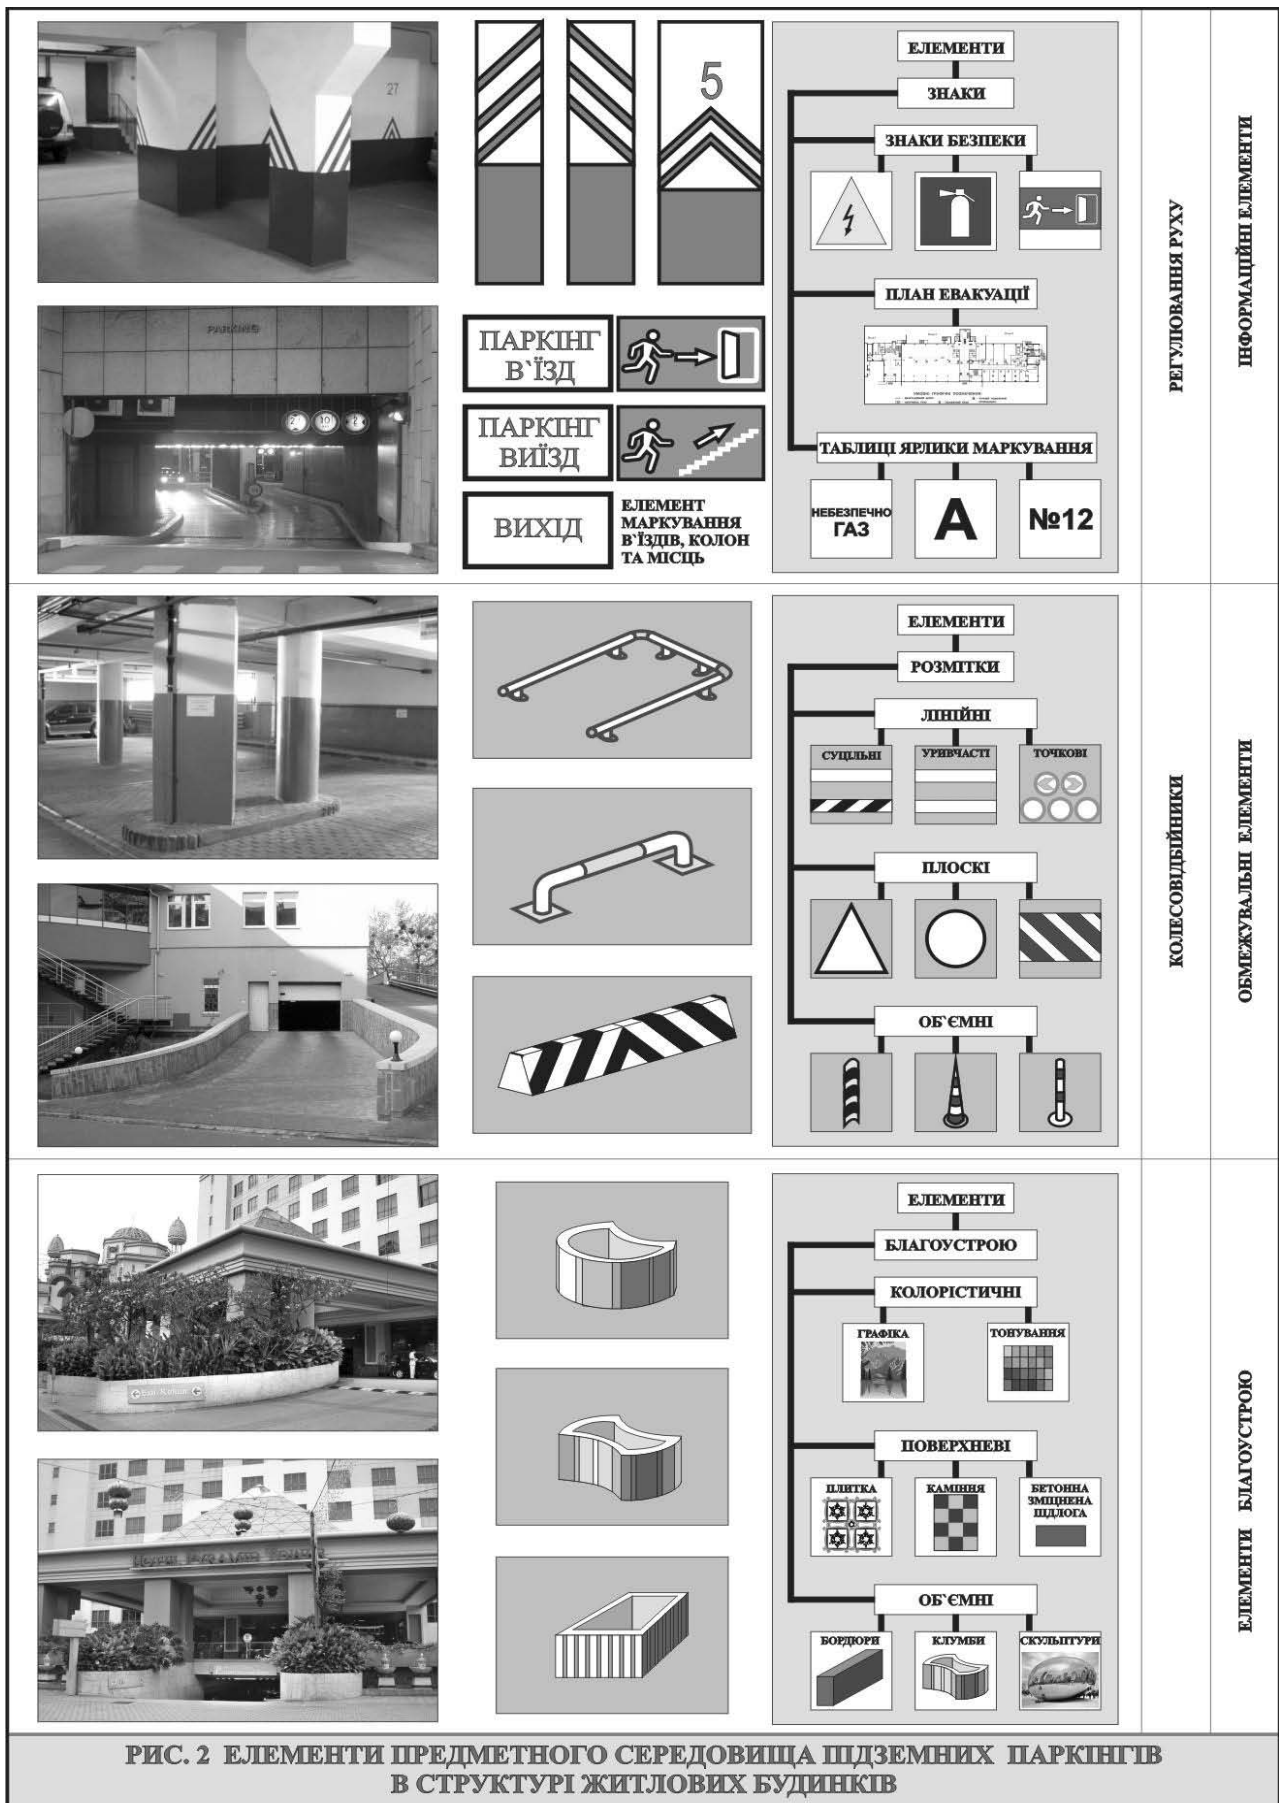 27
PARKING
5
ПАРКІНГ
В`ЇЗД
ПАРКІНГ
ВИЇЗД
ВИХІД
ЕЛЕМЕНТ
МАРКУВАННЯ
В`ЇЗДІВ, КОЛОН
ТА МІСЦЬ
ЕЛЕМЕНТИ
ЗНАКИ
ЗНАКИ БЕЗПЕКИ
ПЛАН ЕВАКУАЦІЇ
ТАБЛИЦІ ЯРЛИКИ МАРКУВАННЯ
НЕБЕЗПЕЧНО
ГАЗ
А
№12
РЕГУЛЮВАННЯ РУХУ
ІНФОРМАЦІЙНІ ЕЛЕМЕНТИ
ЕЛЕМЕНТИ
РОЗМІТКИ
ЛІНІЙНІ
СУЦІЛЬНІ
УРИВЧАСТІ
ТОЧКОВІ
ПЛОСКІ
ОБ`ЄМНІ
КОЛЕСОВІДБІЙНИКИ
ОБМЕЖУВАЛЬНІ ЕЛЕМЕНТИ
ЕЛЕМЕНТИ
БЛАГОУСТРОЮ
КОЛОРІСТИЧНІ
ГРАФІКА
ТОНУВАННЯ
ПОВЕРХНЕВІ
ПЛИТКА
КАМІННЯ
БЕТОННА
ЗМІЦНЕНА
ПІДЛОГА
ОБ`ЄМНІ
БОРДЮРИ
КЛУМБИ
СКУЛЬПТУРИ
ЕЛЕМЕНТИ БЛАГОУСТРОЮ
РИС. 2 ЕЛЕМЕНТИ ПРЕДМЕТНОГО СЕРЕДОВИЩА ПІДЗЕМНИХ ПАРКІНГІВ
В СТРУКТУРІ ЖИТЛОВИХ БУДИНКІВ